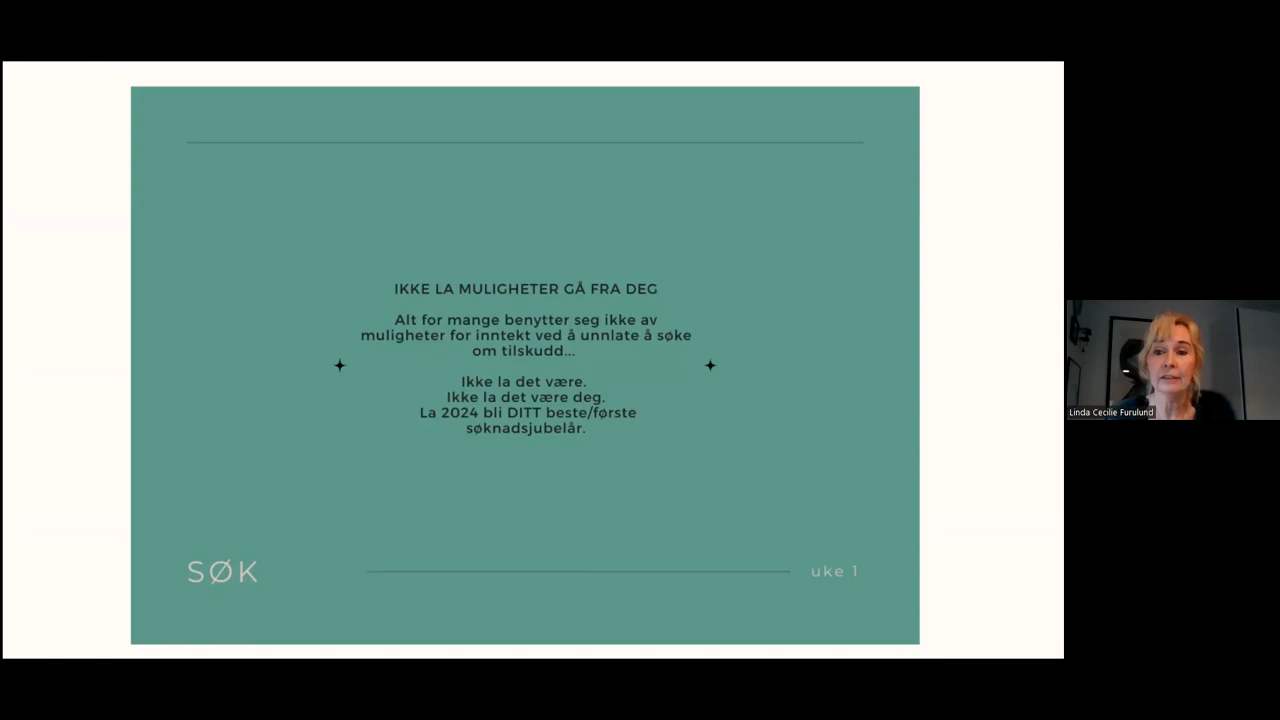 IKKE LA MULIGHETER GÅ FRA DEG
Alt for mange benytter seg ikke av
muligheter for inntekt ved å unnlate å søke
om tilskudd...
Ikke la det være.
Ikke la det være deg.
La 2024 bli DITT beste/første
søknadsjubelår.
SØK
uke 1
Linda Cecilie Furulund